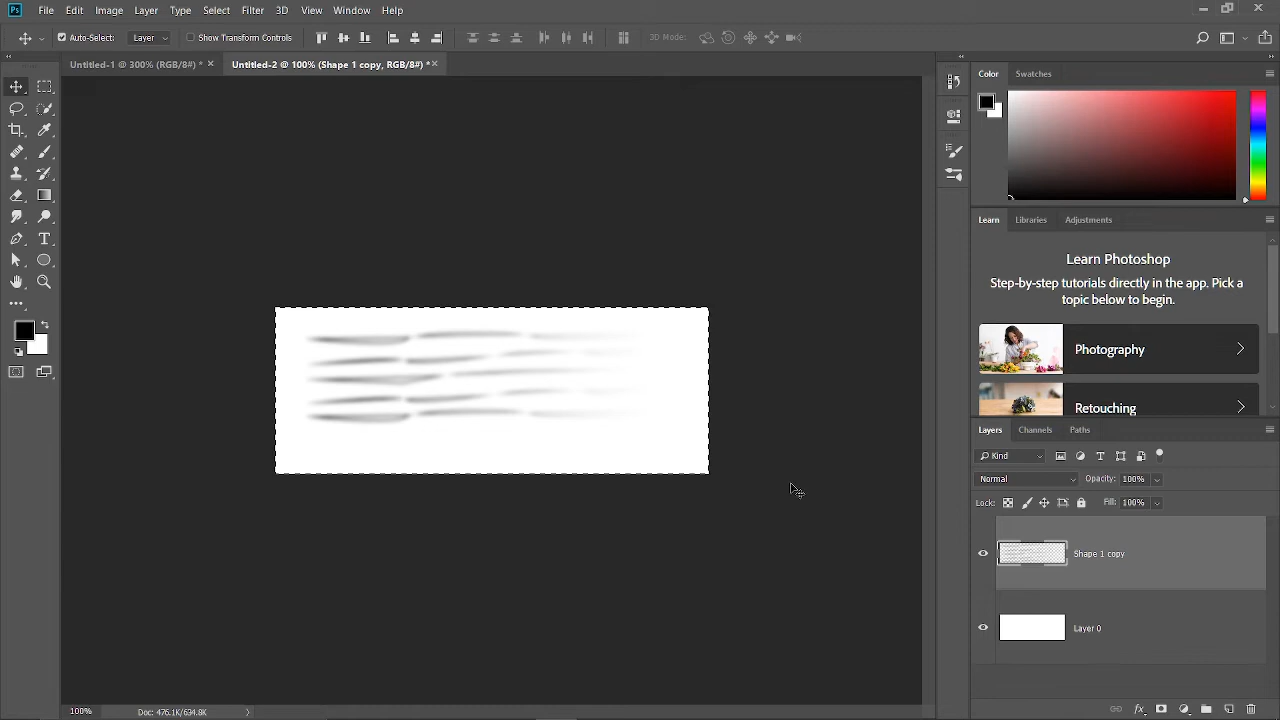 Ps File Edit Image Layer Type Select Filter 3D View Window Help
Auto-Select: Layer Show Transform Controls 3D Mode:
Untitled-1 @ 300% (RGB/8#) * × Untitled-2 @ 100% (Shape 1 copy, RGB/8#) * ×
Color Swatches
Learn Libraries Adjustments
Learn Photoshop
Step-by-step tutorials directly in the app. Pick a
topic below to begin.
Photography
Retouching
Layers Channels Paths
Kind
Normal Opacity: 100%
Lock: Fill: 100%
Shape 1 copy
Layer 0
100% Doc: 476.1K/634.8K